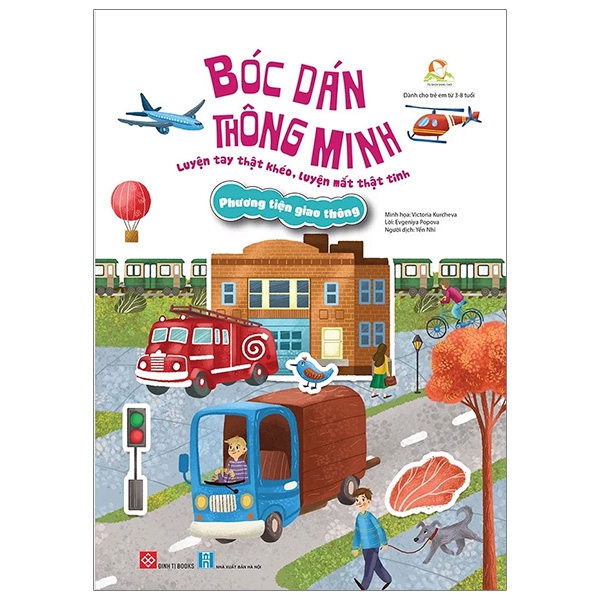 BÓC DÁN
THÔNG MINH
Luyện tay thật khéo, luyện mắt thật tinh
Phương tiện giao thông
Dành cho trẻ em từ 3-8 tuổi
Minh họa: Victoria Kurcheva
Lời: Evgeniya Popova
Người dịch: Yến Nhi
ĐINH TỊ BOOKS
NHÀ XUẤT BẢN HÀ NỘI